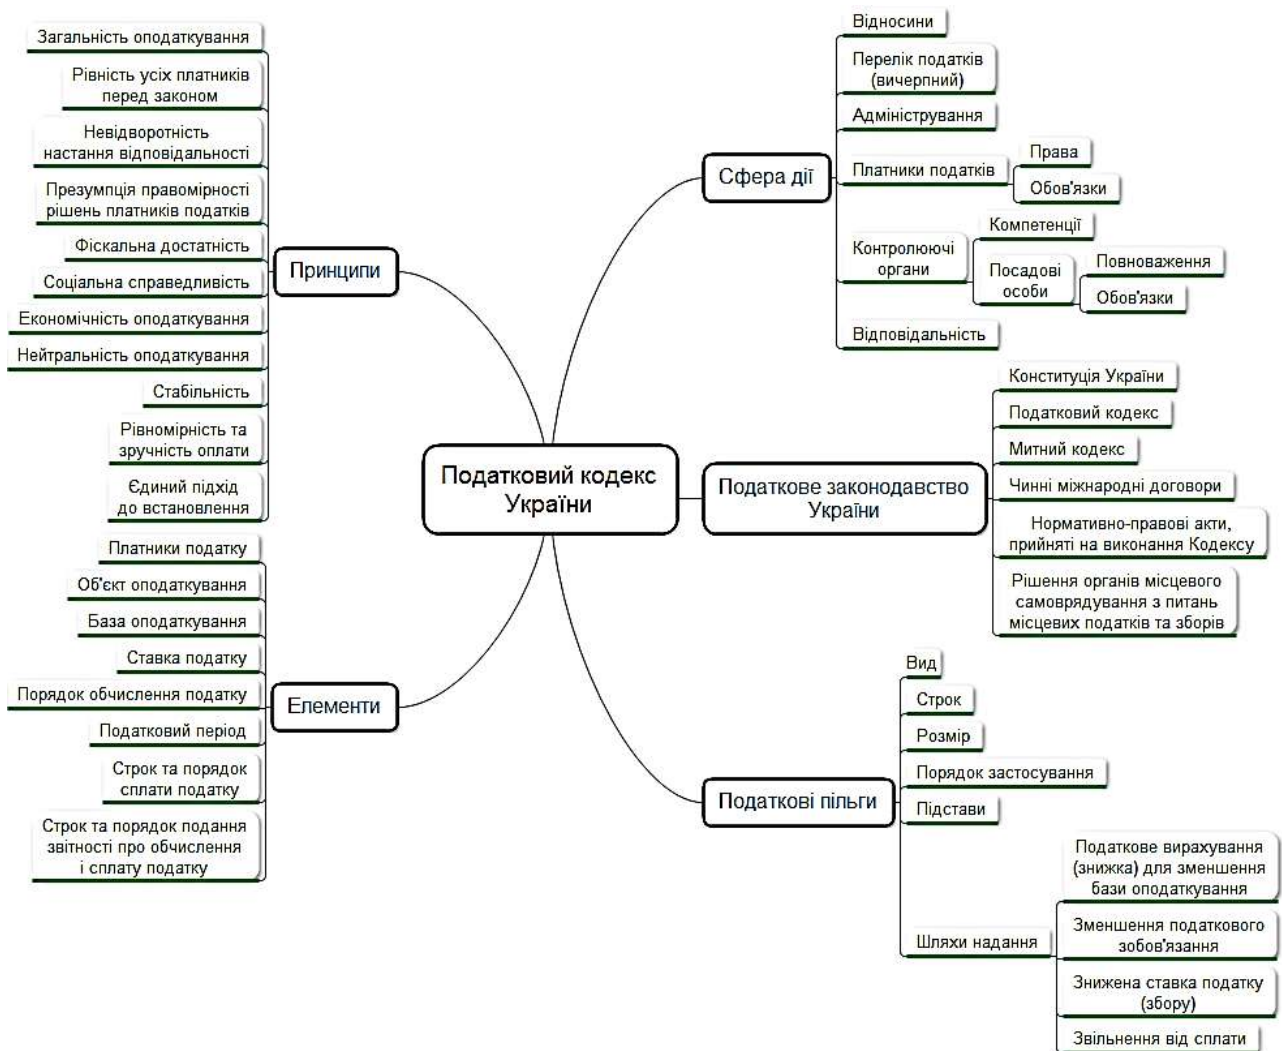 Податковий кодекс
України
Принципи
Загальність оподаткування
Рівність усіх платників
перед законом
Невідворотність
настання відповідальності
Презумпція правомірності
рішень платників податків
Фіскальна достатність
Соціальна справедливість
Економічність оподаткування
Нейтральність оподаткування
Стабільність
Рівномірність та
зручність оплати
Єдиний підхід
до встановлення
Елементи
Платники податку
Об'єкт оподаткування
База оподаткування
Ставка податку
Порядок обчислення податку
Податковий період
Строк та порядок
сплати податку
Строк та порядок подання
звітності про обчислення
і сплату податку
Сфера дії
Відносини
Перелік податків
(вичерпний)
Адміністрування
Платники податків
Права
Обов'язки
Контролюючі
органи
Компетенції
Посадові
особи
Повноваження
Обов'язки
Відповідальність
Податкове законодавство
України
Конституція України
Податковий кодекс
Митний кодекс
Чинні міжнародні договори
Нормативно-правові акти,
прийняті на виконання Кодексу
Рішення органів місцевого
самоврядування з питань
місцевих податків та зборів
Податкові пільги
Вид
Строк
Розмір
Порядок застосування
Підстави
Шляхи надання
Податкове вирахування
(знижка) для зменшення
бази оподаткування
Зменшення податкового
зобов'язання
Знижена ставка податку
(збору)
Звільнення від сплати